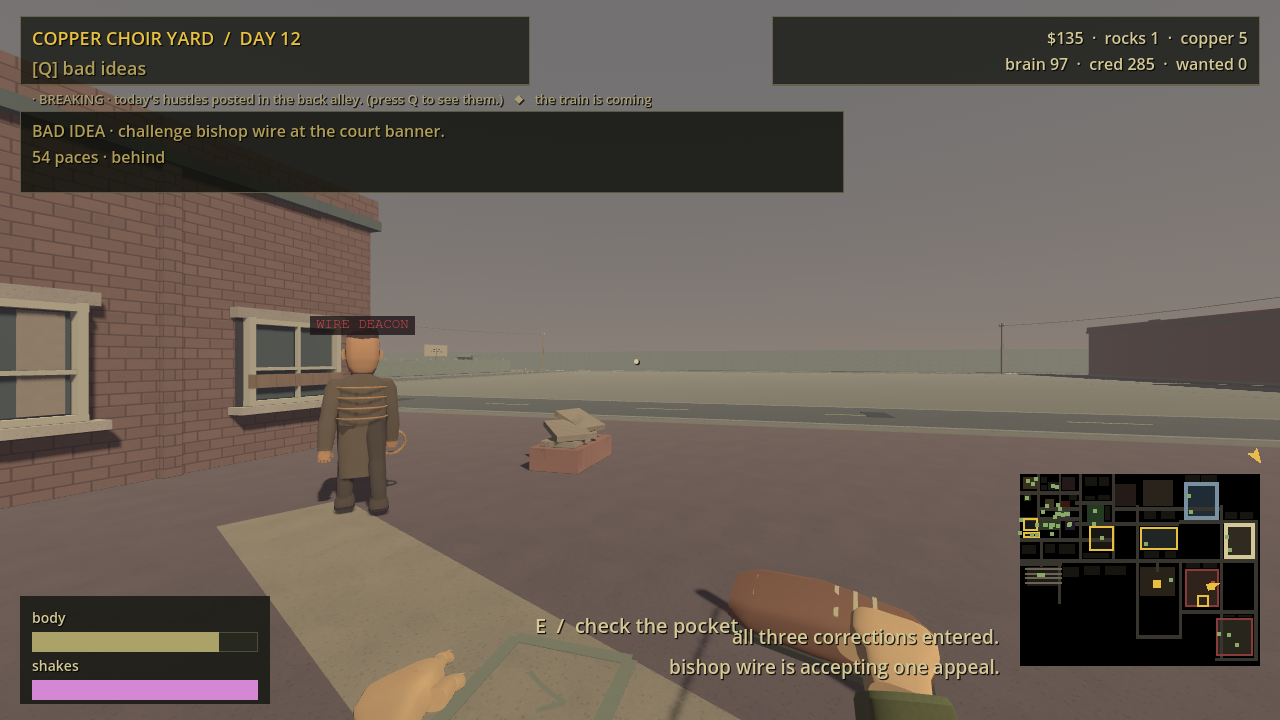 COPPER CHOIR YARD / DAY 12
[Q] bad ideas
$135 · rocks 1 · copper 5
brain 97 · cred 285 · wanted 0
· BREAKING · today's hustles posted in the back alley. (press Q to see them.) ◆ the train is coming
BAD IDEA · challenge bishop wire at the court banner.
54 paces · behind
WIRE DEACON
E / check the pocket
all three corrections entered.
bishop wire is accepting one appeal.
body
shakes